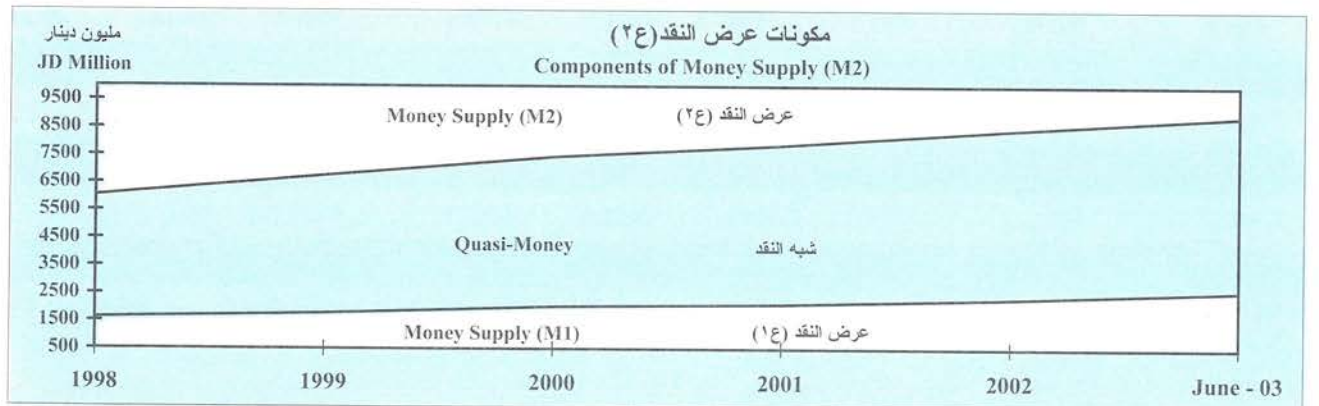 مكونات عرض النقد(ع٢)
مليون دينار
Components of Money Supply (M2)
JD Million
9500
8500
7500
6500
5500
4500
3500
2500
1500
500
Money Supply (M2) عرض النقد (ع٢)
Quasi-Money شبه النقد
Money Supply (M1) عرض النقد (ع١)
1998 1999 2000 2001 2002 June - 03